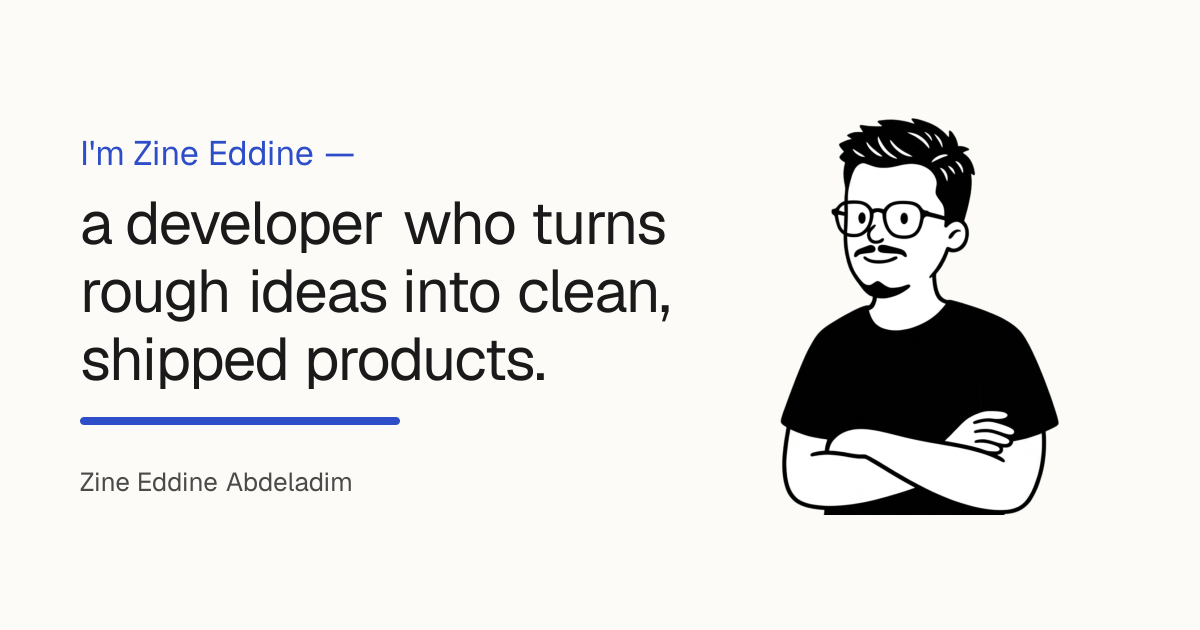 I'm Zine Eddine —
a developer who turns
rough ideas into clean,
shipped products.
Zine Eddine Abdeladim